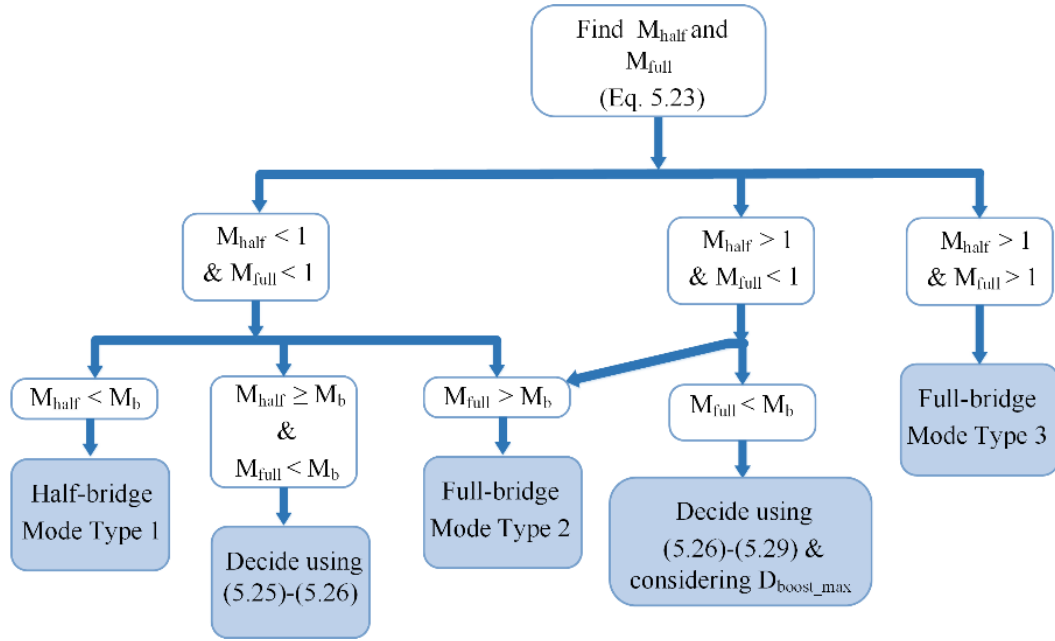 Find M_half and
M_full
(Eq. 5.23)
M_half < 1
& M_full < 1
M_half > 1
& M_full < 1
M_half > 1
& M_full > 1
M_half < M_b
M_half ≥ M_b
&
M_full < M_b
M_full > M_b
M_full < M_b
Full-bridge
Mode Type 3
Half-bridge
Mode Type 1
Decide using
(5.25)-(5.26)
Full-bridge
Mode Type 2
Decide using
(5.26)-(5.29) &
considering D_boost_max